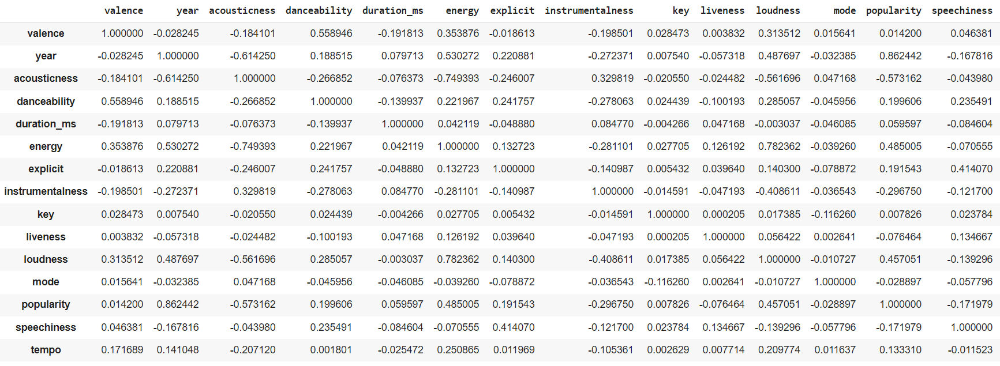 valence year acousticness danceability duration_ms energy explicit instrumentalness key liveness loudness mode popularity speechiness
valence 1.000000 -0.028245 -0.184101 0.558946 -0.191813 0.353876 -0.018613 -0.198501 0.028473 0.003832 0.313512 0.015641 0.014200 0.046381
year -0.028245 1.000000 -0.614250 0.188515 0.079713 0.530272 0.220881 -0.272371 0.007540 -0.057318 0.487697 -0.032385 0.862442 -0.167816
acousticness -0.184101 -0.614250 1.000000 -0.266852 -0.076373 -0.749393 -0.246007 0.329819 -0.020550 -0.024482 -0.561696 0.047168 -0.573162 -0.043980
danceability 0.558946 0.188515 -0.266852 1.000000 -0.139937 0.221967 0.241757 -0.278063 0.024439 -0.100193 0.285057 -0.045956 0.199606 0.235491
duration_ms -0.191813 0.079713 -0.076373 -0.139937 1.000000 0.042119 -0.048880 0.084770 -0.004266 0.047168 -0.003037 -0.046085 0.059597 -0.084604
energy 0.353876 0.530272 -0.749393 0.221967 0.042119 1.000000 0.132723 -0.281101 0.027705 0.126192 0.782362 -0.039260 0.485005 -0.070555
explicit -0.018613 0.220881 -0.246007 0.241757 -0.048880 0.132723 1.000000 -0.140987 0.005432 0.039640 0.140300 -0.078872 0.191543 0.414070
instrumentalness -0.198501 -0.272371 0.329819 -0.278063 0.084770 -0.281101 -0.140987 1.000000 -0.014591 -0.047193 -0.408611 -0.036543 -0.296750 -0.121700
key 0.028473 0.007540 -0.020550 0.024439 -0.004266 0.027705 0.005432 -0.014591 1.000000 0.000205 0.017385 -0.116260 0.007826 0.023784
liveness 0.003832 -0.057318 -0.024482 -0.100193 0.047168 0.126192 0.039640 -0.047193 0.000205 1.000000 0.056422 0.002641 -0.076464 0.134667
loudness 0.313512 0.487697 -0.561696 0.285057 -0.003037 0.782362 0.140300 -0.408611 0.017385 0.056422 1.000000 -0.010727 0.457051 -0.139296
mode 0.015641 -0.032385 0.047168 -0.045956 -0.046085 -0.039260 -0.078872 -0.036543 -0.116260 0.002641 -0.010727 1.000000 -0.028897 -0.057796
popularity 0.014200 0.862442 -0.573162 0.199606 0.059597 0.485005 0.191543 -0.296750 0.007826 -0.076464 0.457051 -0.028897 1.000000 -0.171979
speechiness 0.046381 -0.167816 -0.043980 0.235491 -0.084604 -0.070555 0.414070 -0.121700 0.023784 0.134667 -0.139296 -0.057796 -0.171979 1.000000
tempo 0.171689 0.141048 -0.207120 0.001801 -0.025472 0.250865 0.011969 -0.105361 0.002629 0.007714 0.209774 0.011637 0.133310 -0.011523